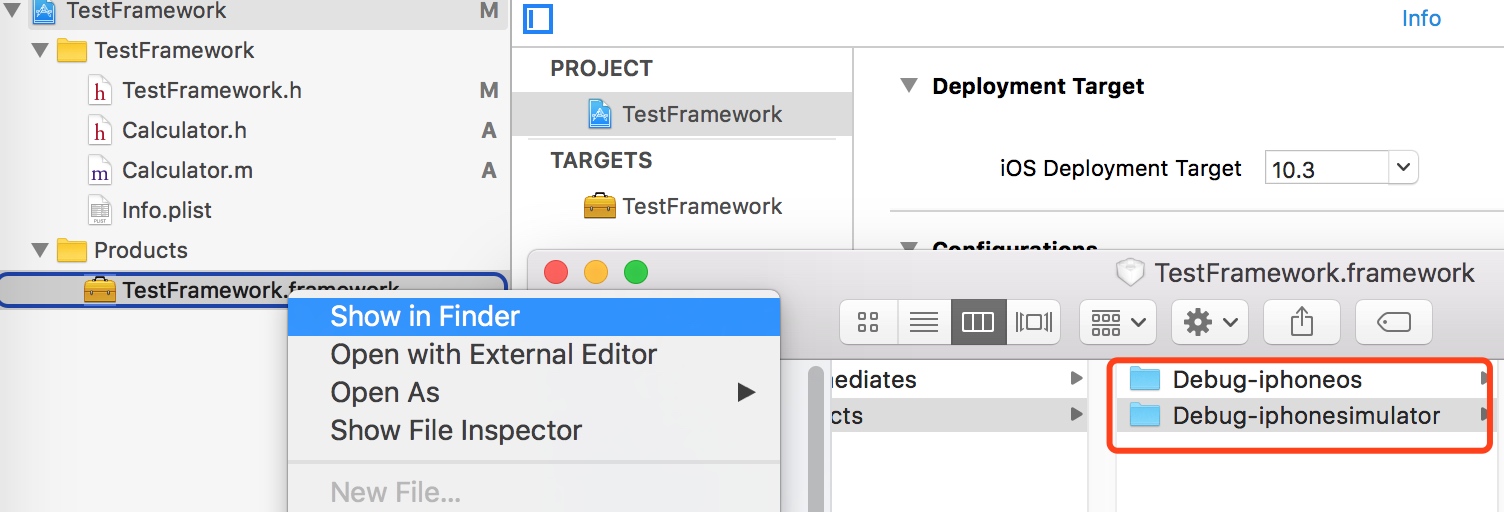 TestFramework M
TestFramework
TestFramework.h M
Calculator.h A
Calculator.m A
Info.plist
Products
TestFramework.framework
Show in Finder
Open with External Editor
Open As
Show File Inspector
New File...
Info
PROJECT
TestFramework
TARGETS
TestFramework
Deployment Target
iOS Deployment Target 10.3
Configurations
TestFramework.framework
ediates
cts
Debug-iphoneos
Debug-iphonesimulator